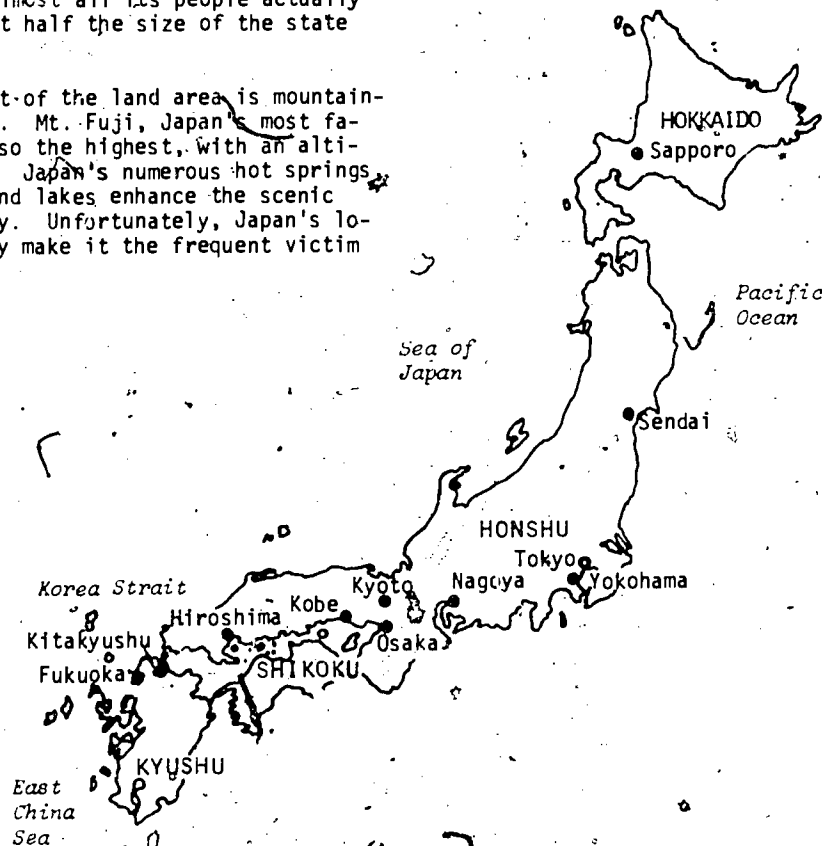 almost all its people actually
t half the size of the state
t of the land area is mountain-
. Mt. Fuji, Japan's most fa-
so the highest, with an alti-
Japan's numerous hot springs,
nd lakes enhance the scenic
y. Unfortunately, Japan's lo-
y make it the frequent victim
HOKKAIDO
Sapporo
Pacific
Ocean
Sea of
Japan
Sendai
HONSHU
Tokyo
Yokohama
Nagoya
Kyoto
Kobe
Osaka
Korea Strait
Hiroshima
Kitakyushu
Fukuoka
SHIKOKU
KYUSHU
East
China
Sea